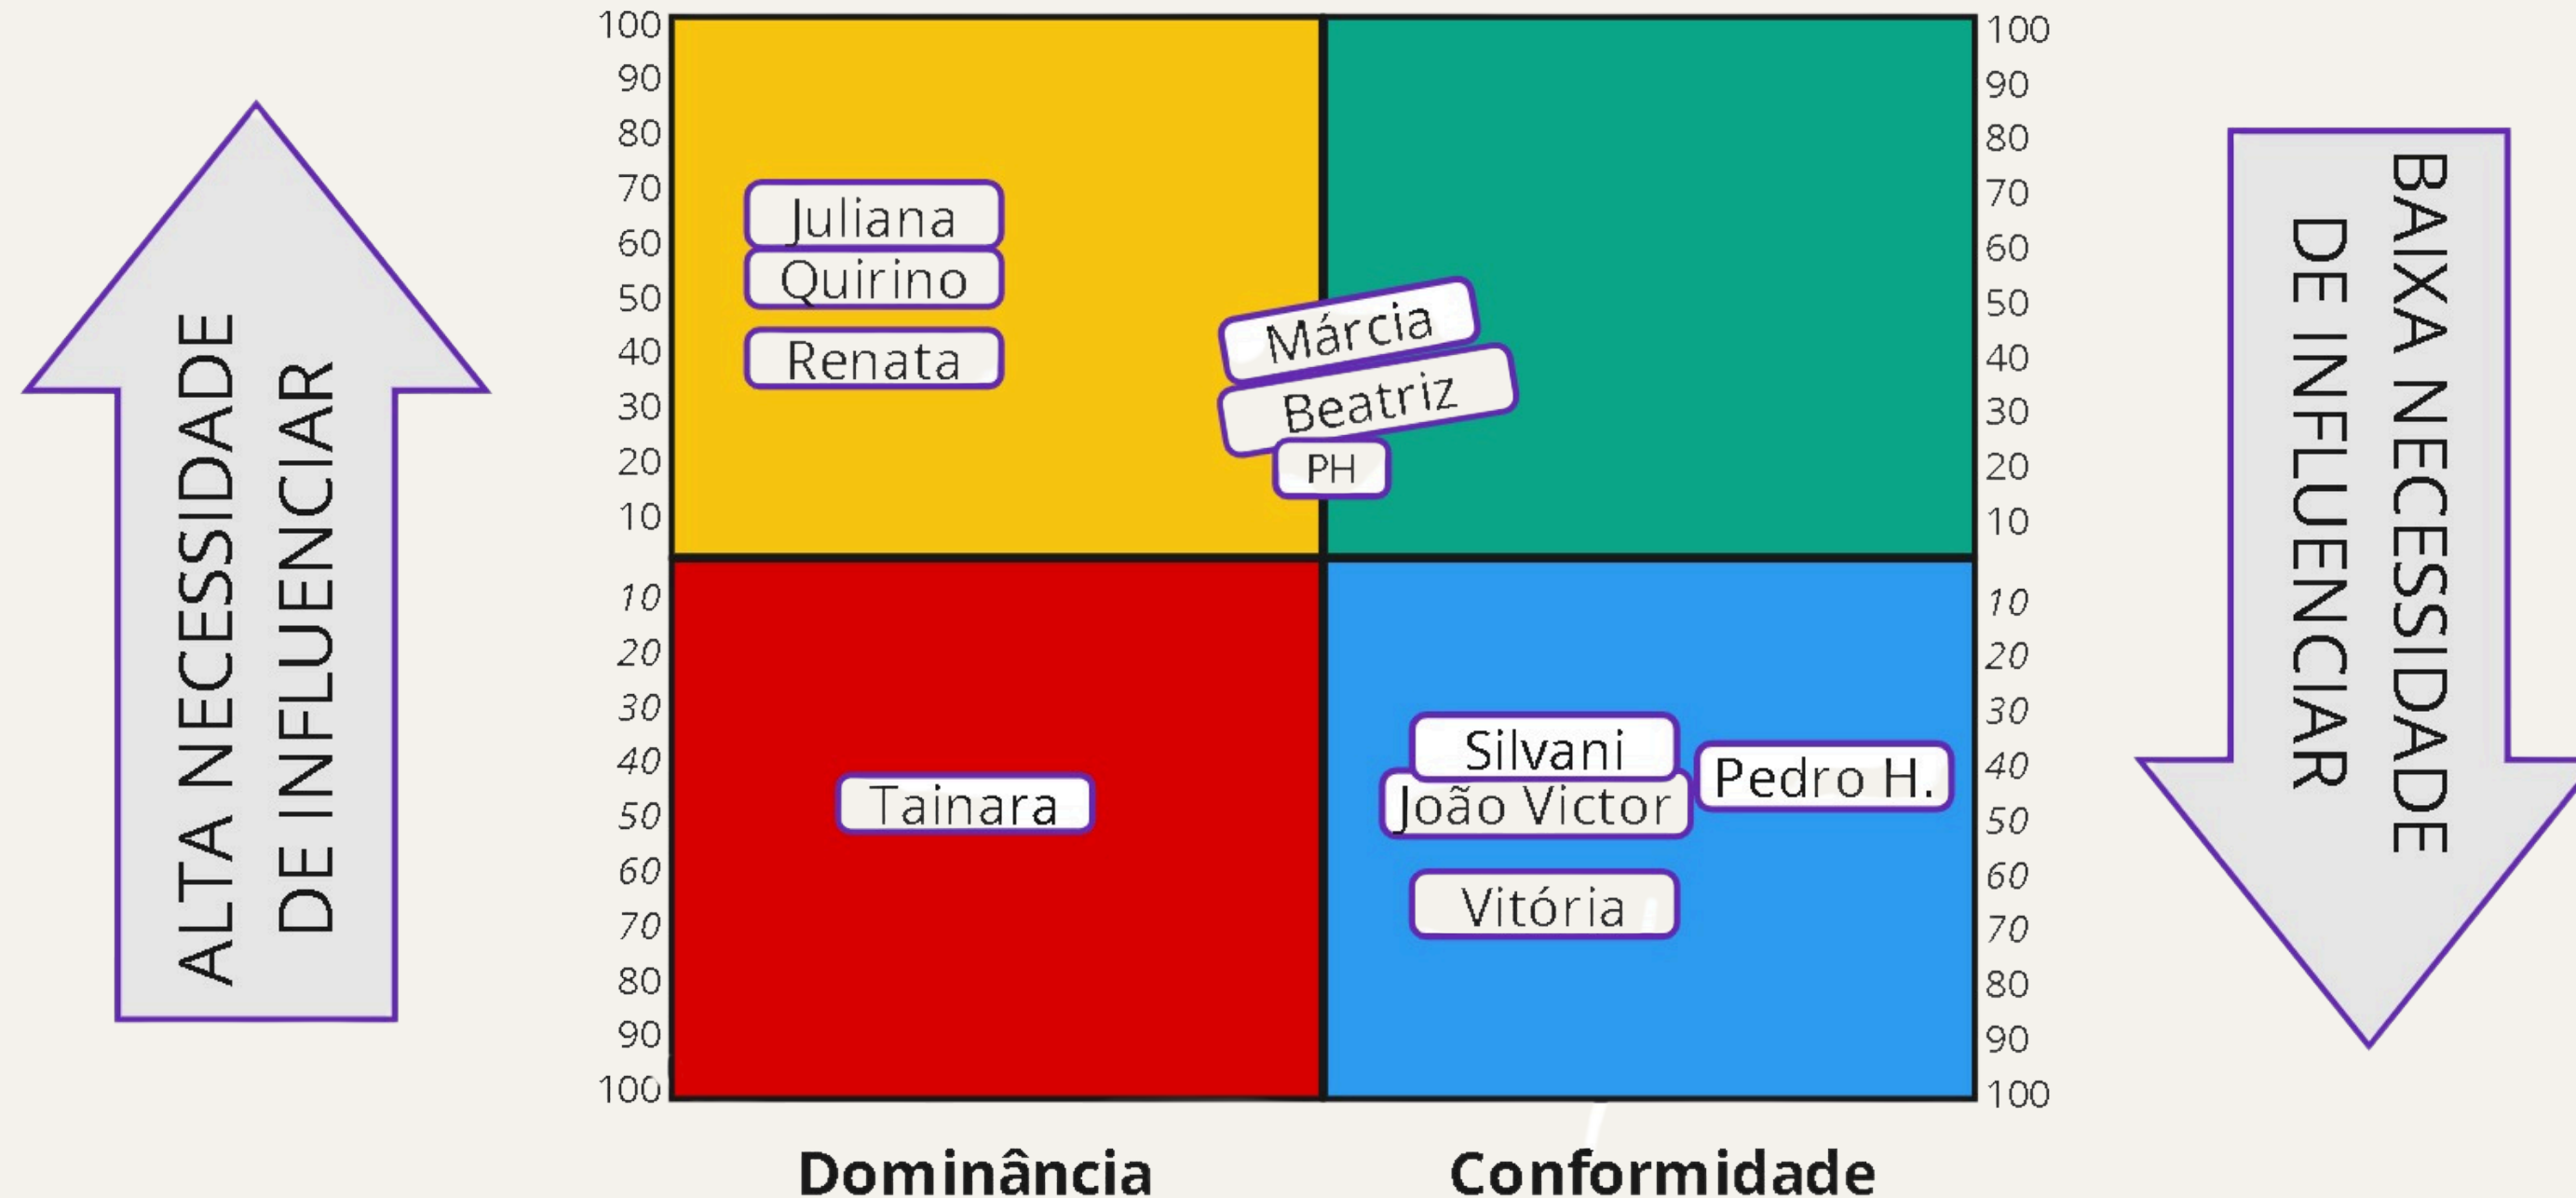 ALTA NECESSIDADE
DE INFLUENCIAR
100
90
80
70
60
50
40
30
20
10
10
20
30
40
50
60
70
80
90
100
Juliana
Quirino
Renata
Márcia
Beatriz
PH
Tainara
Silvani
João Victor
Pedro H.
Vitória
100
90
80
70
60
50
40
30
20
10
10
20
30
40
50
60
70
80
90
100
BAIXA NECESSIDADE
DE INFLUENCIAR
Dominância
Conformidade